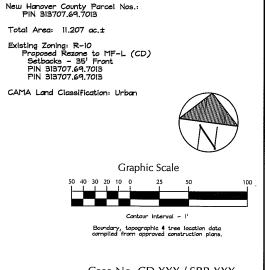 New Hanover County Parcel Nos.:
PIN 313707.69.7013
Total Area: 11.207 ac.±
Existing Zoning: R-10
Proposed Rezone to MF-L (CD)
Setbacks - 35' Front
PIN 313707.69.7013
PIN 313707.69.7013
CAMA Land Classification: Urban
N
Graphic Scale
50 40 30 20 10 0 25 50 100
Contour Interval - 1'
Boundary, topographic & tree location data
compiled from approved construction plans.